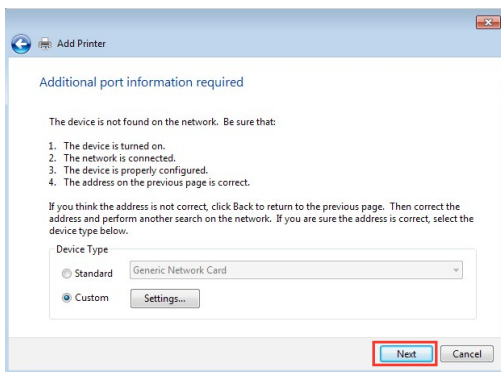 Add Printer
Additional port information required
The device is not found on the network. Be sure that:
1. The device is turned on.
2. The network is connected.
3. The device is properly configured.
4. The address on the previous page is correct.
If you think the address is not correct, click Back to return to the previous page. Then correct the
address and perform another search on the network. If you are sure the address is correct, select the
device type below.
Device Type
Standard Generic Network Card
Custom Settings...
Next Cancel